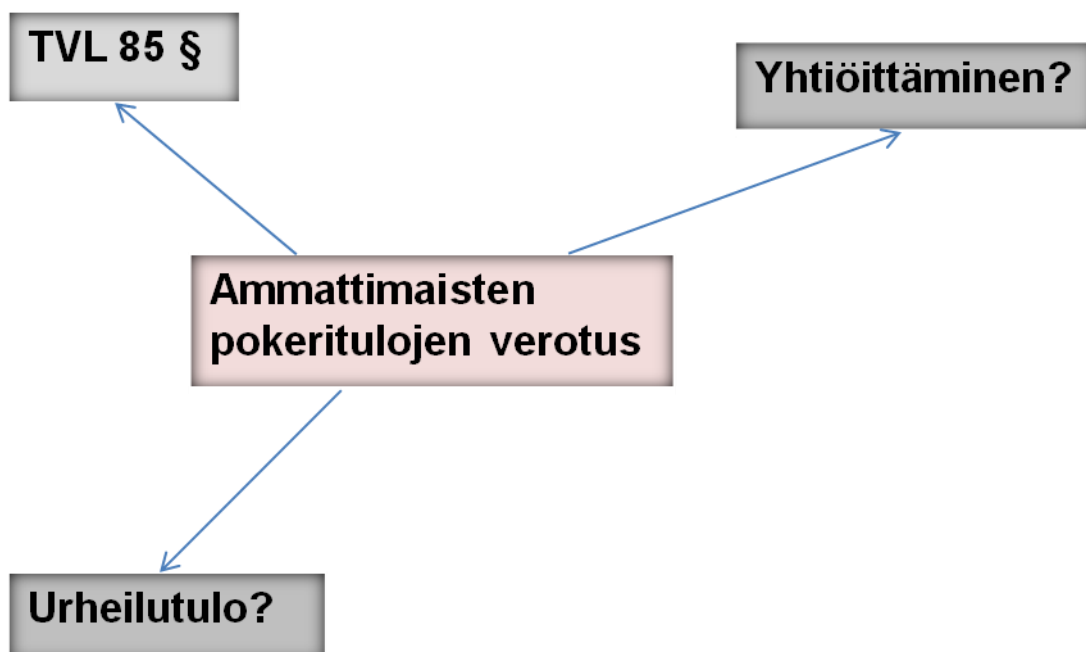 TVL 85 §
Yhtiöittäminen?
Ammattimaisten
pokeritulojen verotus
Urheilutulo?